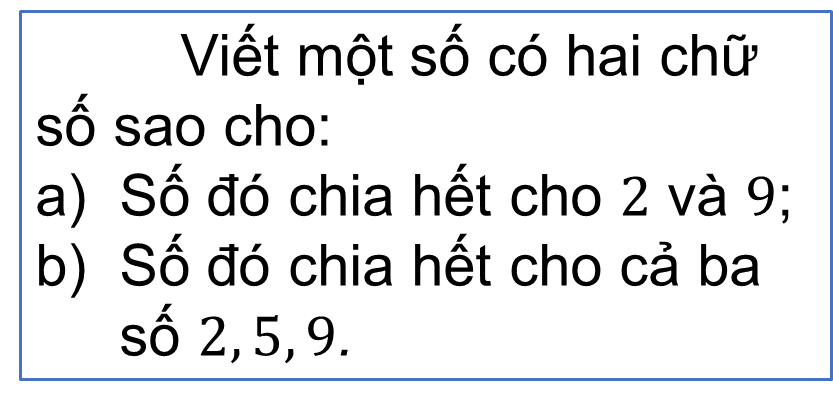 Viết một số có hai chữ
số sao cho:
a) Số đó chia hết cho 2 và 9;
b) Số đó chia hết cho cả ba
số 2, 5, 9.